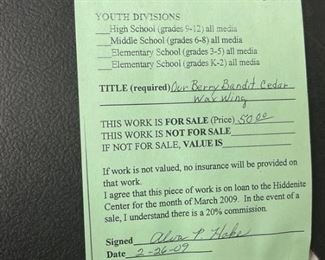 YOUTH DIVISIONS
___High School (grades 9-12) all media
___Middle School (grades 6-8) all media
___Elementary School (grades 3-5) all media
___Elementary School (grades K-2) all media
TITLE (required) Our Berry Bandit Cedar
Wax Wing
THIS WORK IS FOR SALE (Price) 50.00
THIS WORK IS NOT FOR SALE
IF NOT FOR SALE, VALUE IS
If work is not valued, no insurance will be provided on
that work.
I agree that this piece of work is on loan to the Hiddenite
Center for the month of March 2009. In the event of a
sale, I understand there is a 20% commission.
Signed
Date 2-26-09